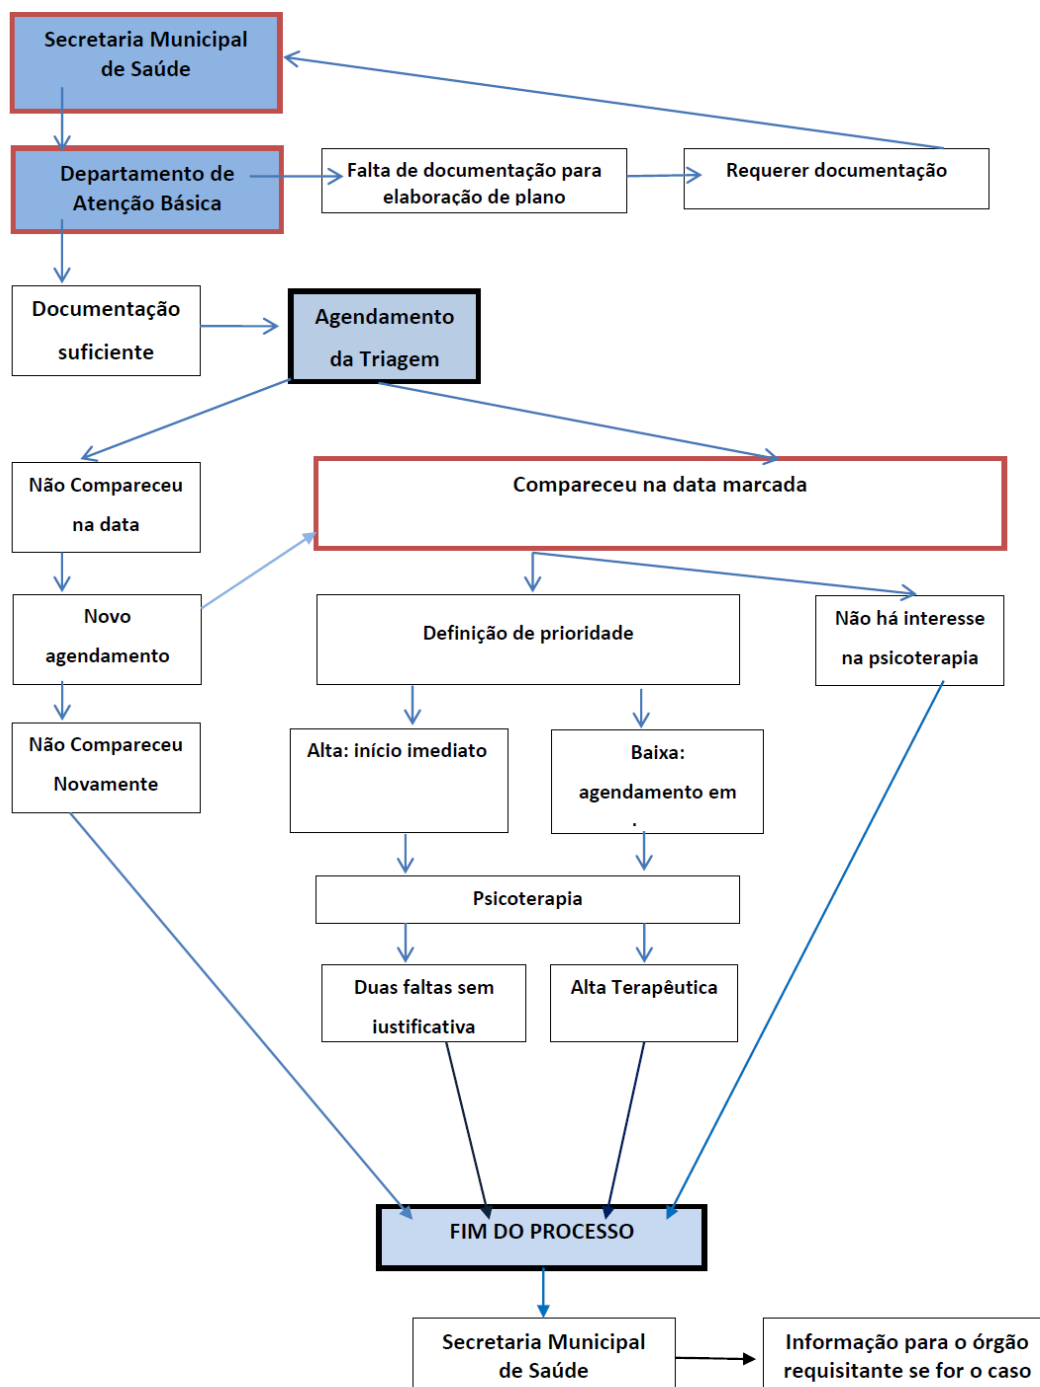 Secretaria Municipal
de Saúde
Departamento de
Atenção Básica
Falta de documentação para
elaboração de plano
Requerer documentação
Documentação
suficiente
Agendamento
da Triagem
Não Compareceu
na data
Compareceu na data marcada
Novo
agendamento
Definição de prioridade
Não há interesse
na psicoterapia
Não Compareceu
Novamente
Alta: início imediato
Baixa:
agendamento em
Psicoterapia
Duas faltas sem
iustificativa
Alta Terapêutica
FIM DO PROCESSO
Secretaria Municipal
de Saúde
Informação para o órgão
requisitante se for o caso